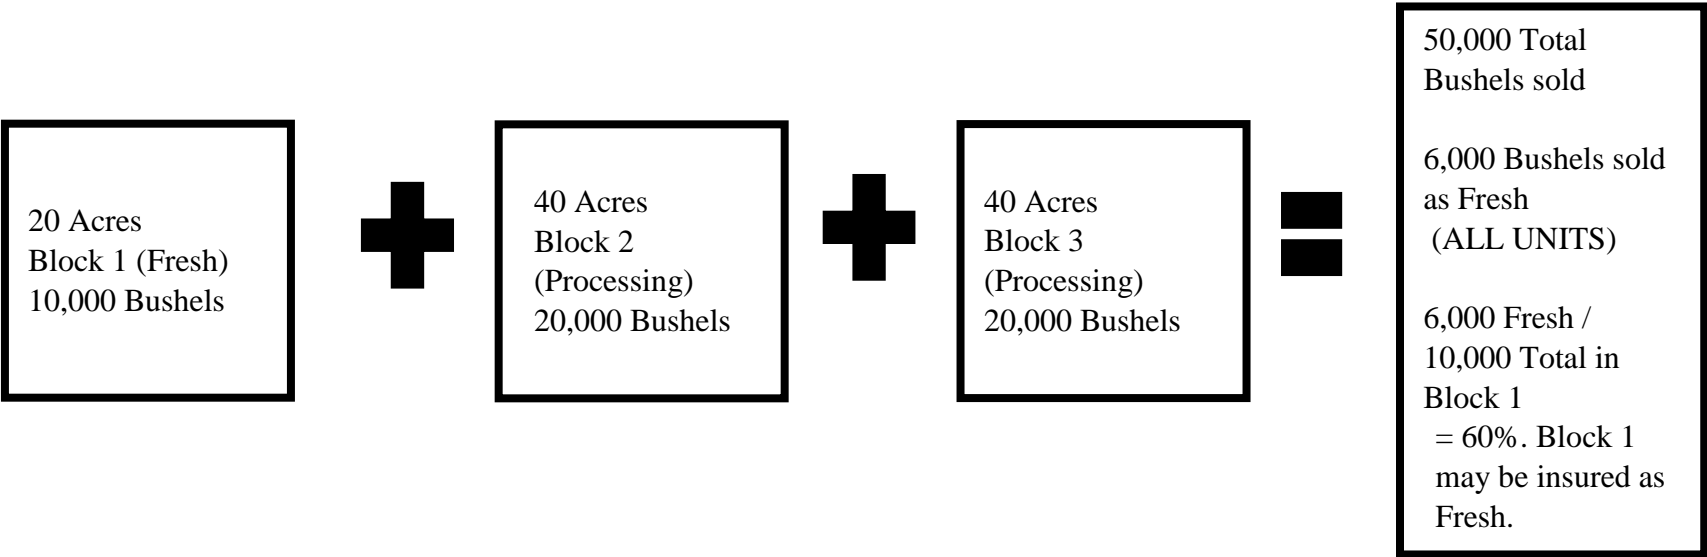 20 Acres
Block 1 (Fresh)
10,000 Bushels
40 Acres
Block 2
(Processing)
20,000 Bushels
40 Acres
Block 3
(Processing)
20,000 Bushels
50,000 Total
Bushels sold
6,000 Bushels sold
as Fresh
(ALL UNITS)
6,000 Fresh /
10,000 Total in
Block 1
= 60%. Block 1
may be insured as
Fresh.